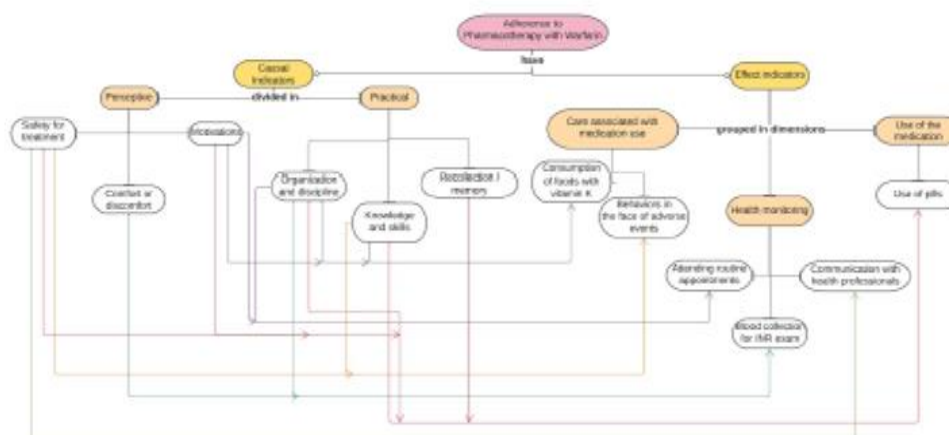 Adherence to
Pharmacotherapy with Warfarin
have
Causal
Indicators
Effect indicators
Perceptive
divided in
Practical
Safety for
treatment
Motivations
Care associated with
medication use
grouped in dimensions
Use of the
medication
Organization
and discipline
Recollection /
memory
Consumption
of foods with
vitamin K
Comfort or
discomfort
Knowledge
and skills
Behaviors in
the face of adverse
events
Health monitoring
Use of pills
Attending routine
appointments
Communication with
health professionals
Blood collection
for INR exam